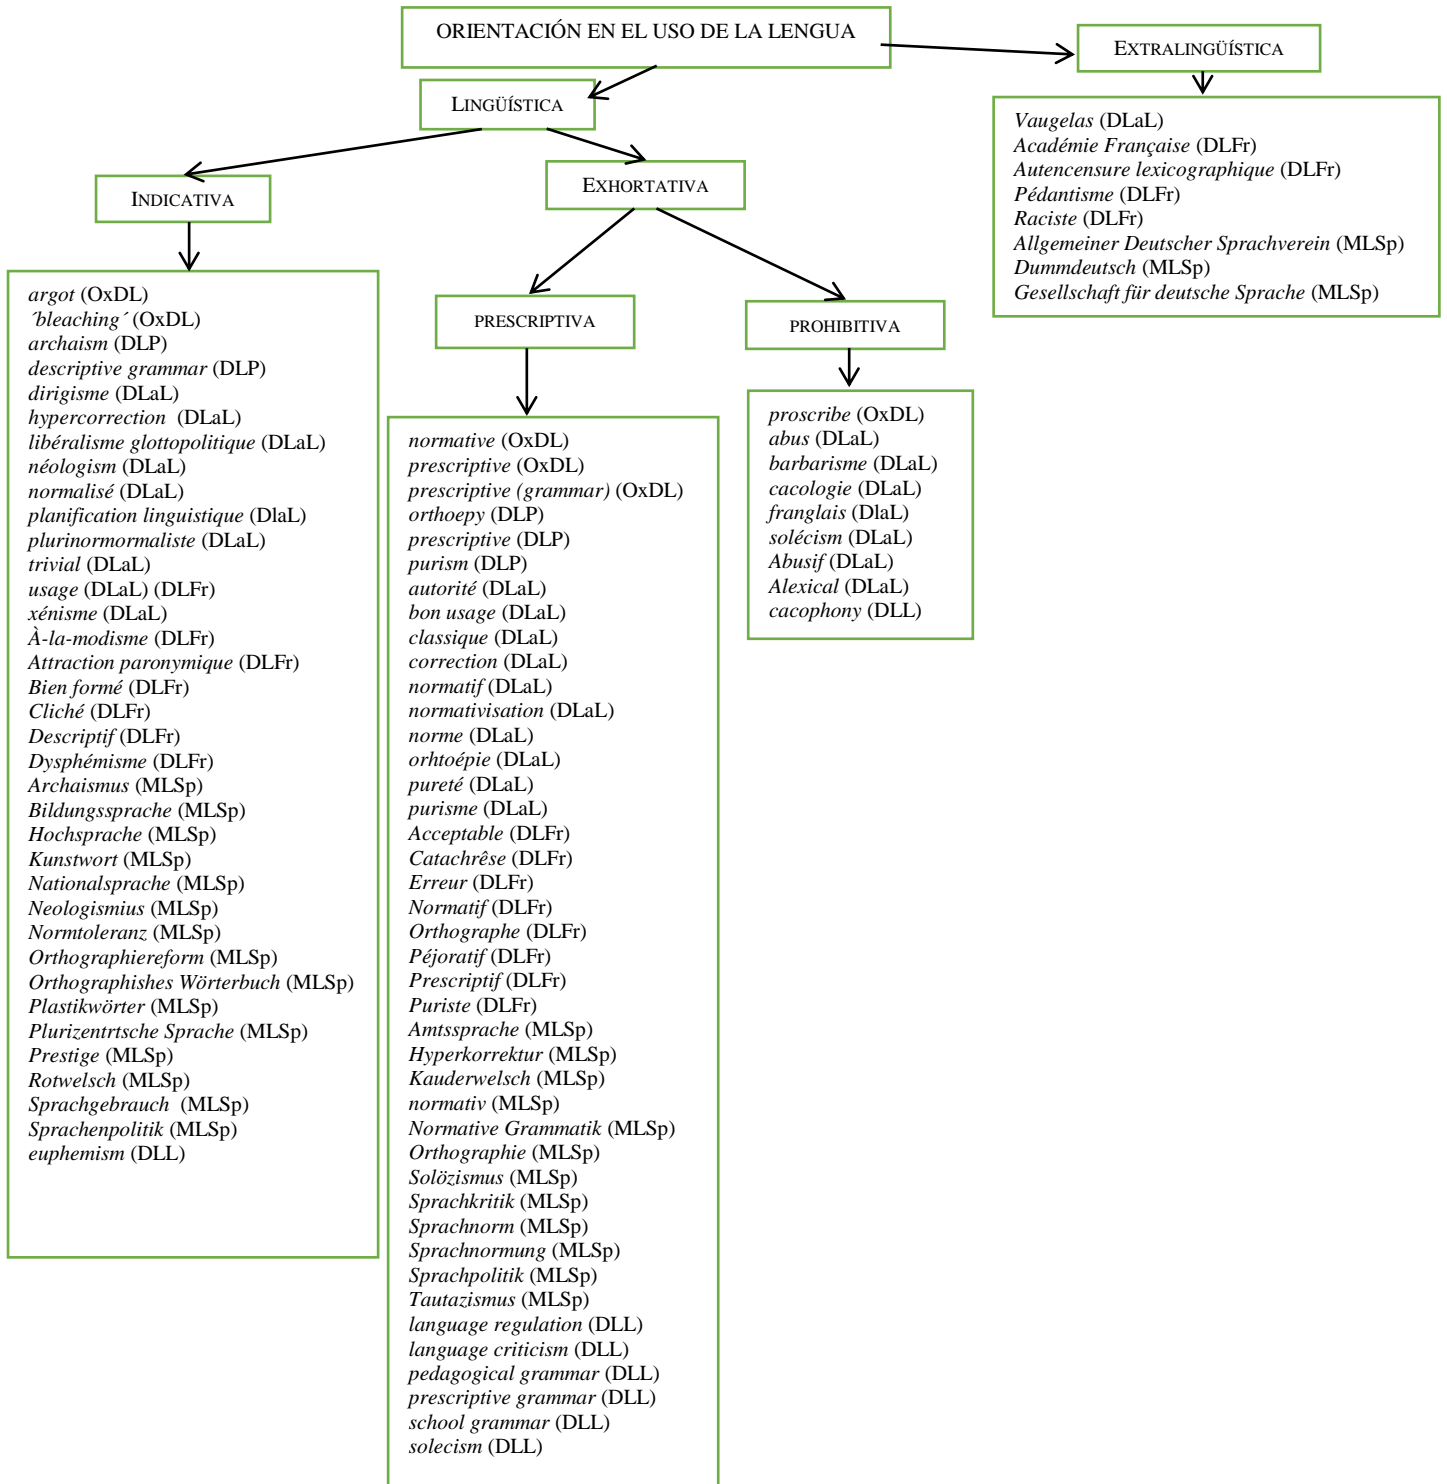 ORIENTACIÓN EN EL USO DE LA LENGUA
EXTRALINGÜÍSTICA
LINGÜÍSTICA
Vaugelas (DLaL)
Académie Française (DLFr)
Autencensure lexicographique (DLFr)
Pédantisme (DLFr)
Raciste (DLFr)
Allgemeiner Deutscher Sprachverein (MLSp)
Dummdeutsch (MLSp)
Gesellschaft für deutsche Sprache (MLSp)
INDICATIVA
EXHORTATIVA
argot (OxDL)
´bleaching´ (OxDL)
archaism (DLP)
descriptive grammar (DLP)
dirigisme (DLaL)
hypercorrection (DLaL)
libéralisme glottopolitique (DLaL)
néologism (DLaL)
normalisé (DLaL)
planification linguistique (DlaL)
plurinormormaliste (DLaL)
trivial (DLaL)
usage (DLaL) (DLFr)
xénisme (DLaL)
À-la-modisme (DLFr)
Attraction paronymique (DLFr)
Bien formé (DLFr)
Cliché (DLFr)
Descriptif (DLFr)
Dysphémisme (DLFr)
Archaismus (MLSp)
Bildungssprache (MLSp)
Hochsprache (MLSp)
Kunstwort (MLSp)
Nationalsprache (MLSp)
Neologismius (MLSp)
Normtoleranz (MLSp)
Orthographiereform (MLSp)
Orthographishes Wörterbuch (MLSp)
Plastikwörter (MLSp)
Plurizentrtsche Sprache (MLSp)
Prestige (MLSp)
Rotwelsch (MLSp)
Sprachgebrauch (MLSp)
Sprachenpolitik (MLSp)
euphemism (DLL)
PRESCRIPTIVA
PROHIBITIVA
normative (OxDL)
prescriptive (OxDL)
prescriptive (grammar) (OxDL)
orthoepy (DLP)
prescriptive (DLP)
purism (DLP)
autorité (DLaL)
bon usage (DLaL)
classique (DLaL)
correction (DLaL)
normatif (DLaL)
normativisation (DLaL)
norme (DLaL)
orhtoépie (DLaL)
pureté (DLaL)
purisme (DLaL)
Acceptable (DLFr)
Catachrêse (DLFr)
Erreur (DLFr)
Normatif (DLFr)
Orthographe (DLFr)
Péjoratif (DLFr)
Prescriptif (DLFr)
Puriste (DLFr)
Amtssprache (MLSp)
Hyperkorrektur (MLSp)
Kauderwelsch (MLSp)
normativ (MLSp)
Normative Grammatik (MLSp)
Orthographie (MLSp)
Solözismus (MLSp)
Sprachkritik (MLSp)
Sprachnorm (MLSp)
Sprachnormung (MLSp)
Sprachpolitik (MLSp)
Tautazismus (MLSp)
language regulation (DLL)
language criticism (DLL)
pedagogical grammar (DLL)
prescriptive grammar (DLL)
school grammar (DLL)
solecism (DLL)
proscribe (OxDL)
abus (DLaL)
barbarisme (DLaL)
cacologie (DLaL)
franglais (DlaL)
solécism (DLaL)
Abusif (DLaL)
Alexical (DLaL)
cacophony (DLL)